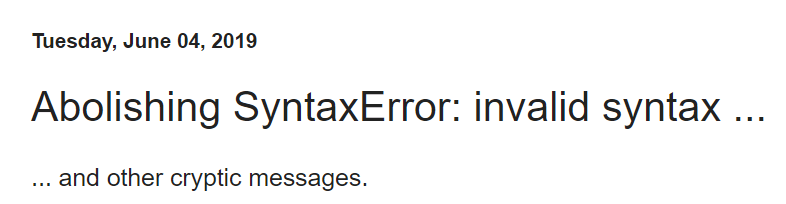 Tuesday, June 04, 2019
Abolishing SyntaxError: invalid syntax ...
... and other cryptic messages.